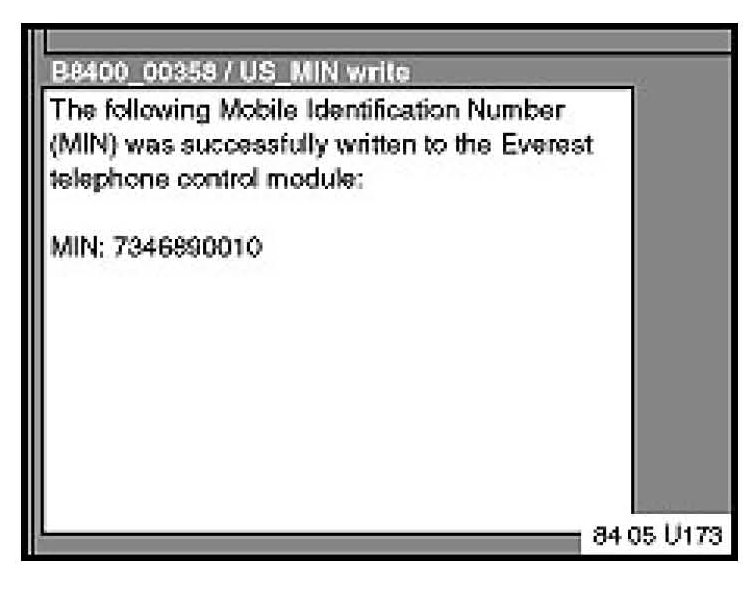 B8400_00358 / US_MIN write
The following Mobile Identification Number
(MIN) was successfully written to the Everest
telephone control module:
MIN: 7346890010
84 05 U173